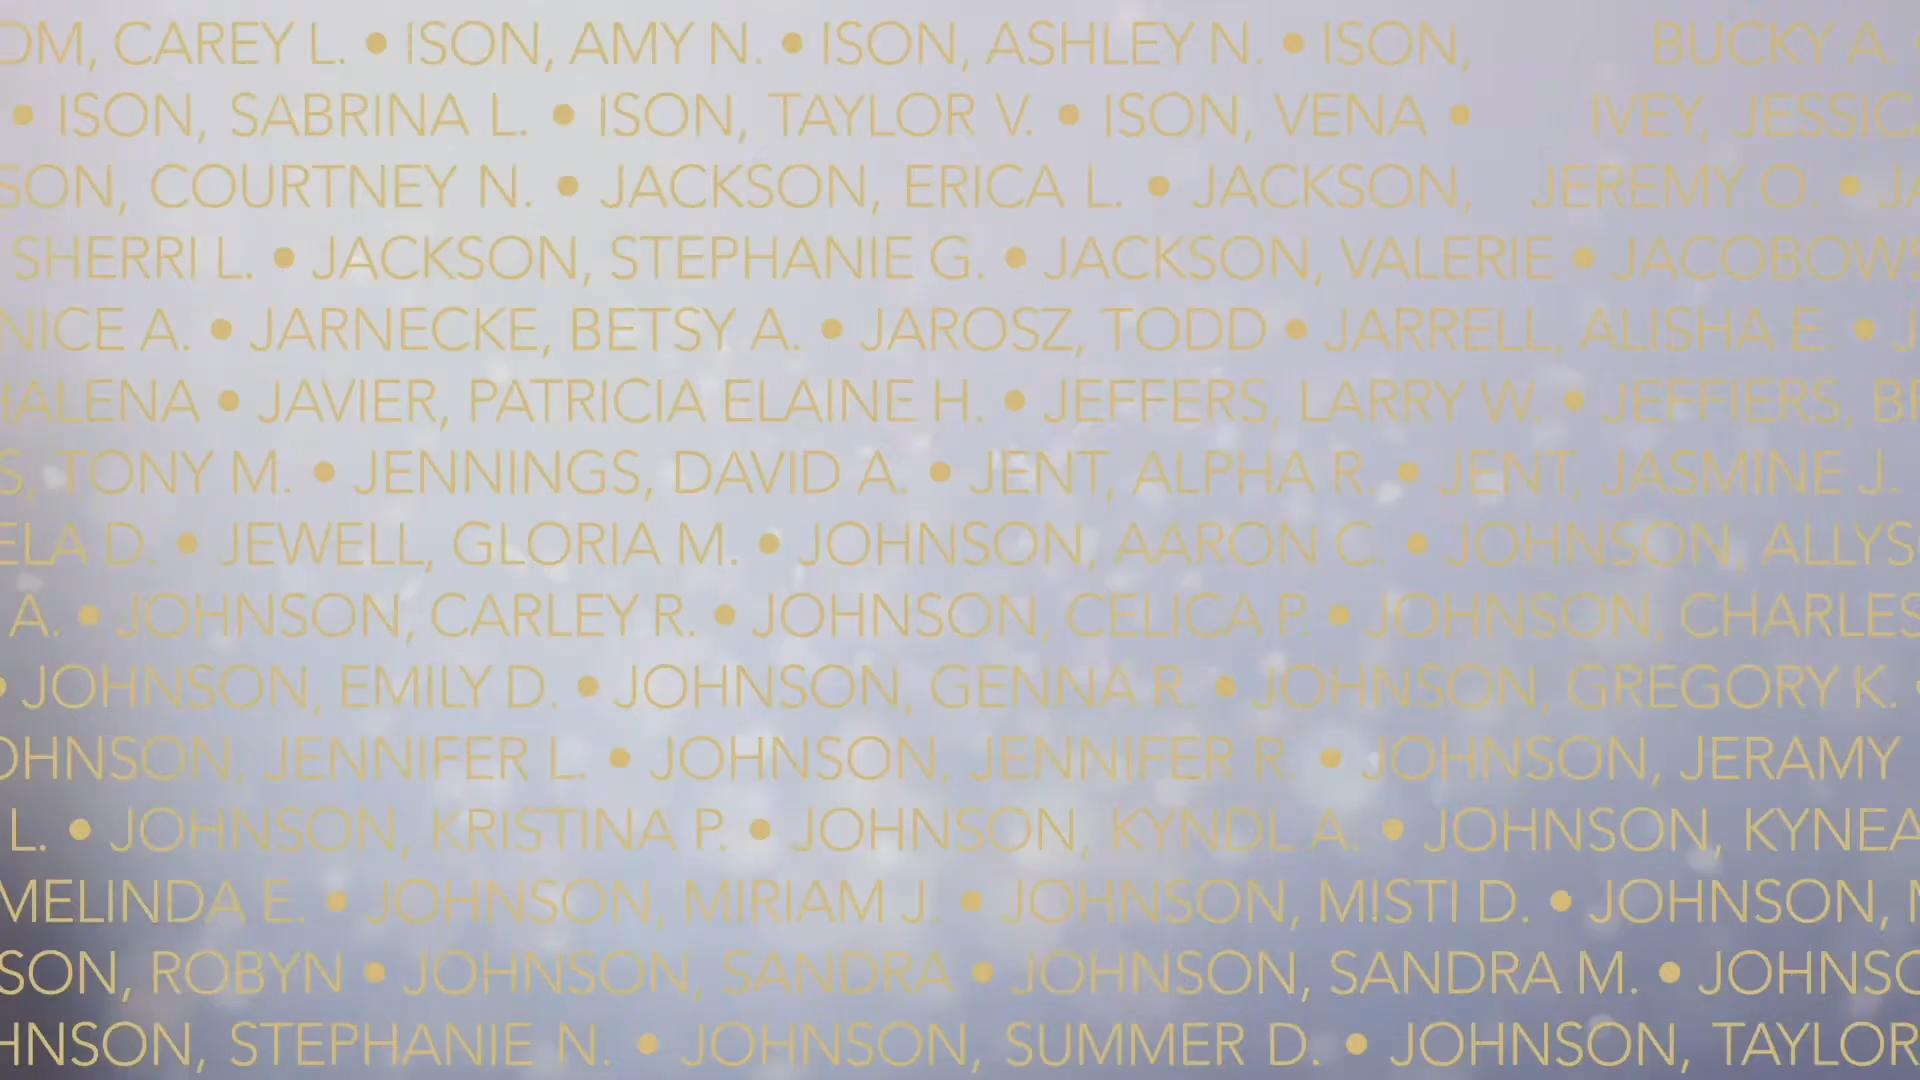 OM, CAREY L. • ISON, AMY N. • ISON, ASHLEY N. • ISON, BUCKY A.
• ISON, SABRINA L. • ISON, TAYLOR V. • ISON, VENA • IVEY, JESSICA
SON, COURTNEY N. • JACKSON, ERICA L. • JACKSON, JEREMY O. • JA
SHERRI L. • JACKSON, STEPHANIE G. • JACKSON, VALERIE • JACOBOWS
NICE A. • JARNECKE, BETSY A. • JAROSZ, TODD • JARRELL, ALISHA E. • J
HALENA • JAVIER, PATRICIA ELAINE H. • JEFFERS, LARRY W. • JEFFIERS, BR
S, TONY M. • JENNINGS, DAVID A. • JENT, ALPHA R. • JENT, JASMINE J.
ELA D. • JEWELL, GLORIA M. • JOHNSON, AARON C. • JOHNSON, ALLYS
A. • JOHNSON, CARLEY R. • JOHNSON, CELICA P. • JOHNSON, CHARLES
• JOHNSON, EMILY D. • JOHNSON, GENNA R. • JOHNSON, GREGORY K. •
OHNSON, JENNIFER L. • JOHNSON, JENNIFER R. • JOHNSON, JERAMY
L. • JOHNSON, KRISTINA P. • JOHNSON, KYNDL A. • JOHNSON, KYNEA
MELINDA E. • JOHNSON, MIRIAM J. • JOHNSON, MISTI D. • JOHNSON, M
SON, ROBYN • JOHNSON, SANDRA • JOHNSON, SANDRA M. • JOHNSO
HNSON, STEPHANIE N. • JOHNSON, SUMMER D. • JOHNSON, TAYLOR